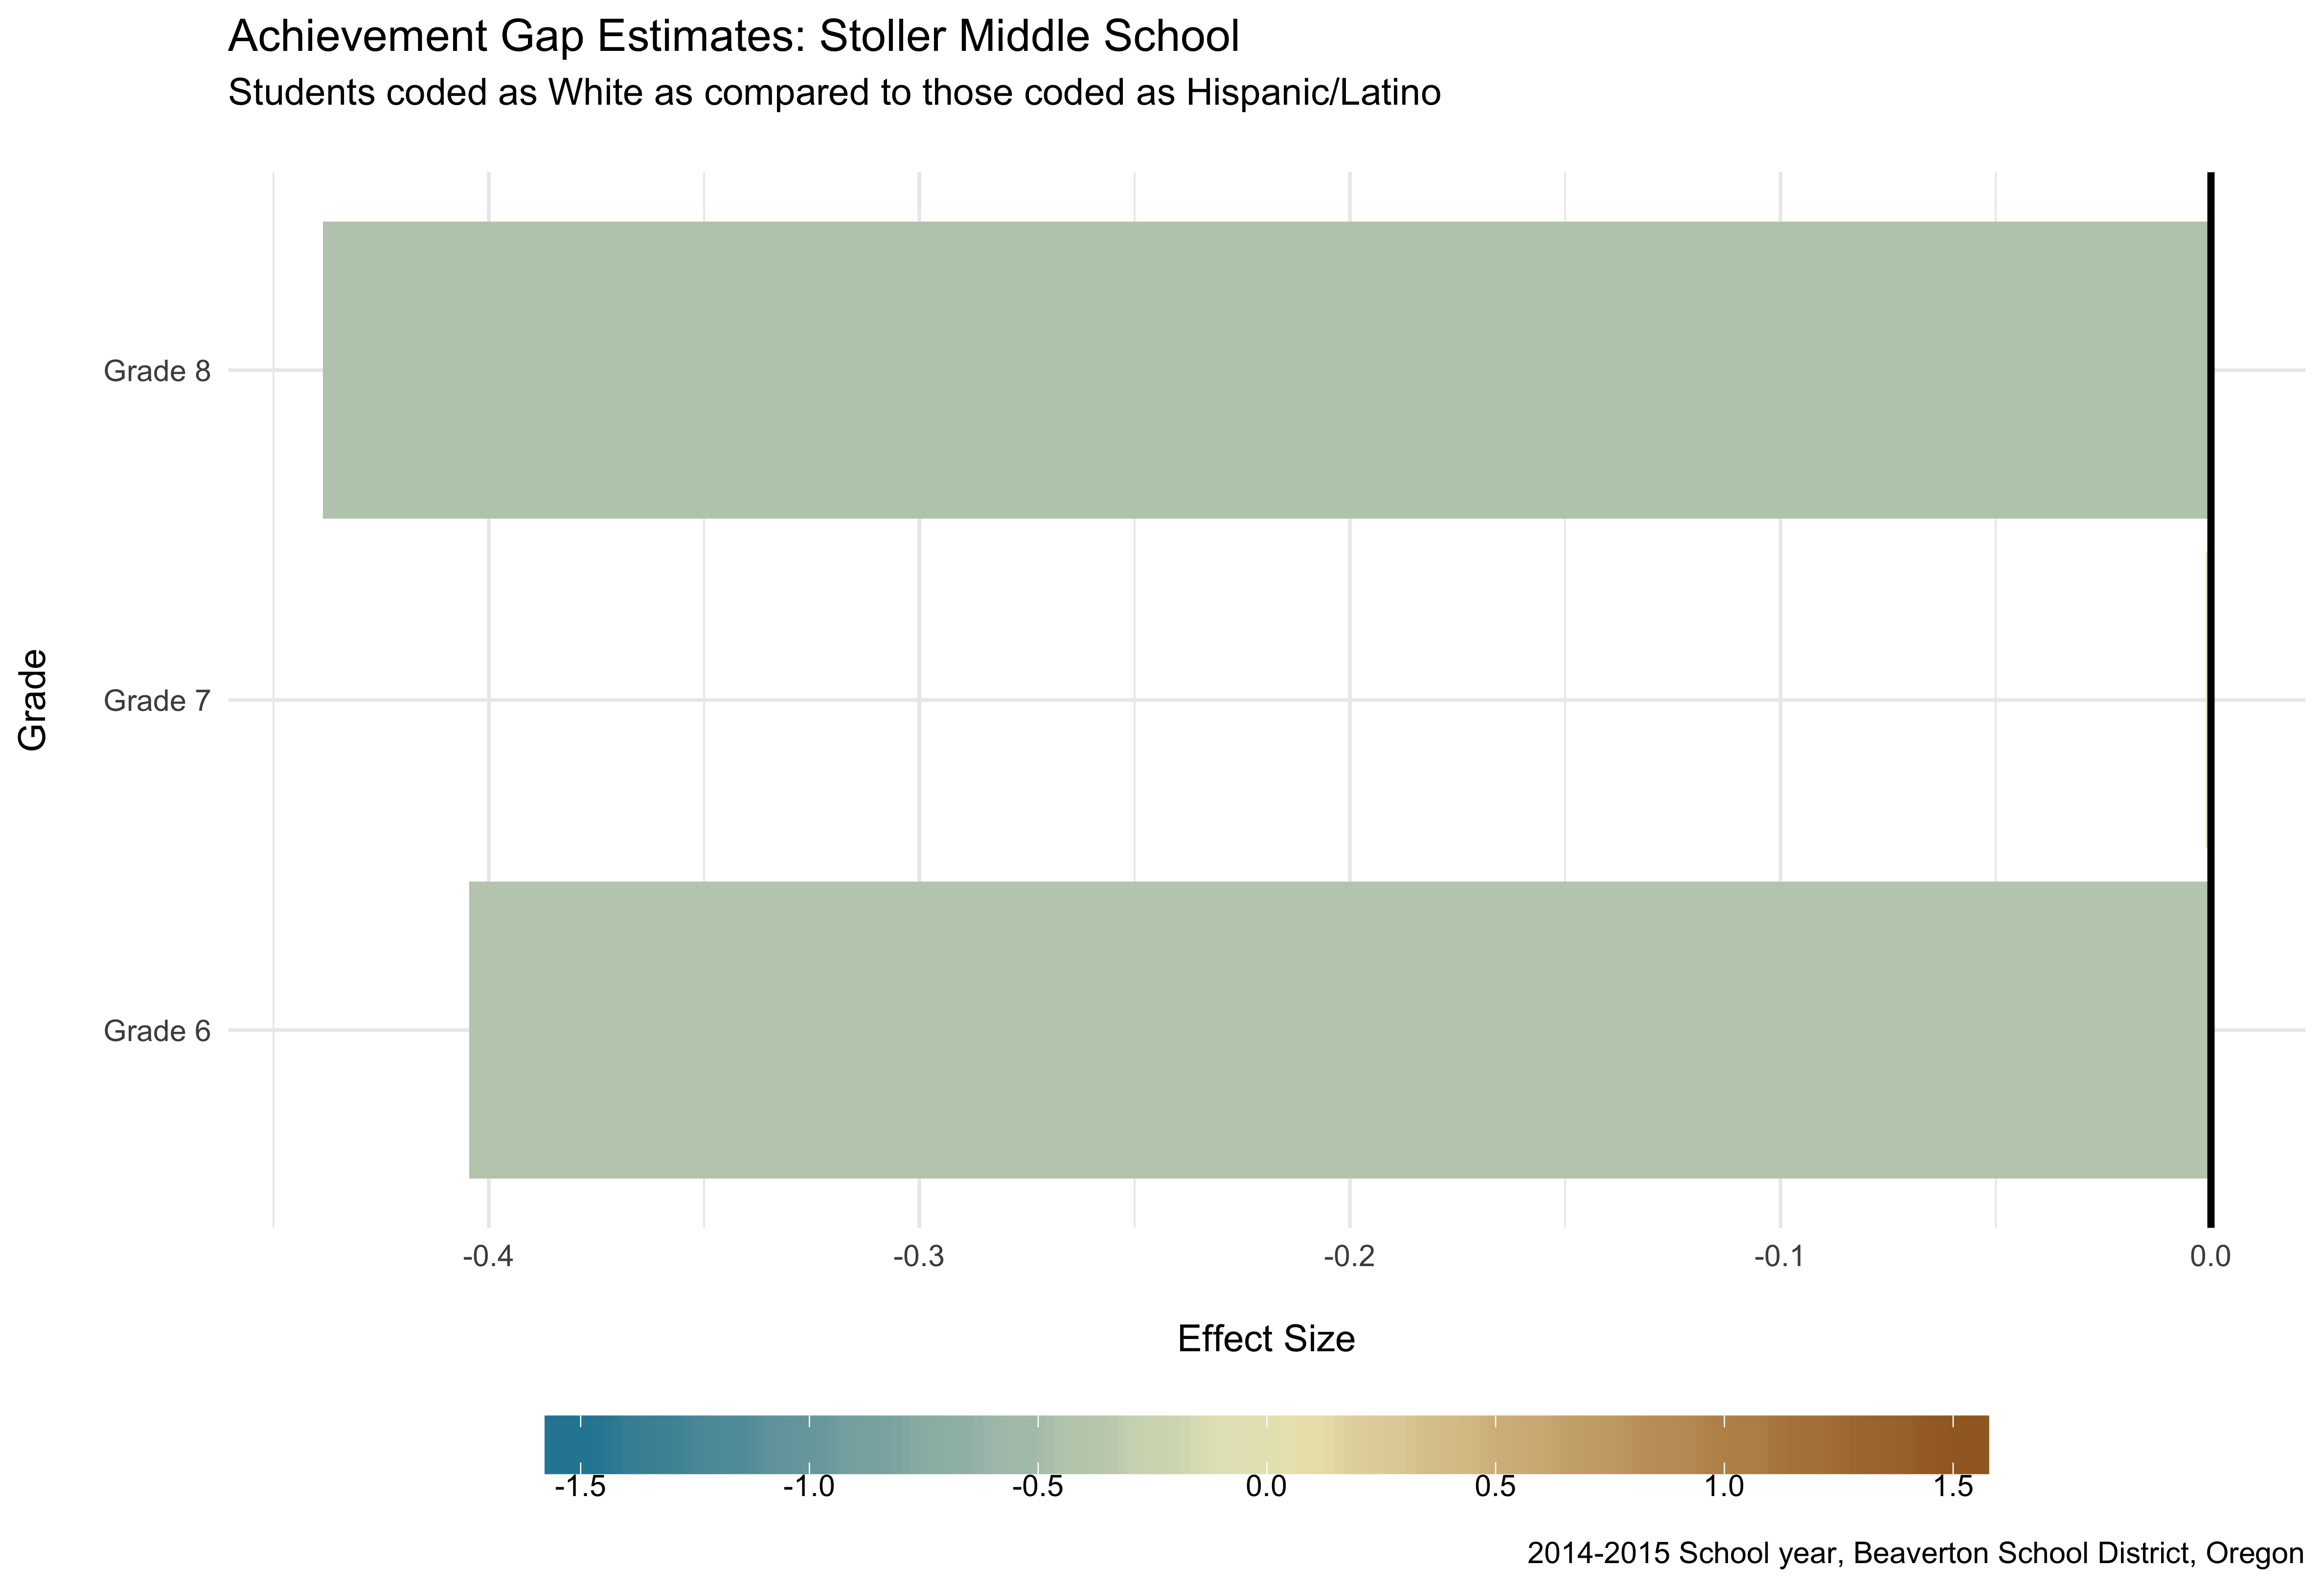 Achievement Gap Estimates: Stoller Middle School
Students coded as White as compared to those coded as Hispanic/Latino
Grade
Grade 8
Grade 7
Grade 6
-0.4 -0.3 -0.2 -0.1 0.0
Effect Size
-1.5 -1.0 -0.5 0.0 0.5 1.0 1.5
2014-2015 School year, Beaverton School District, Oregon